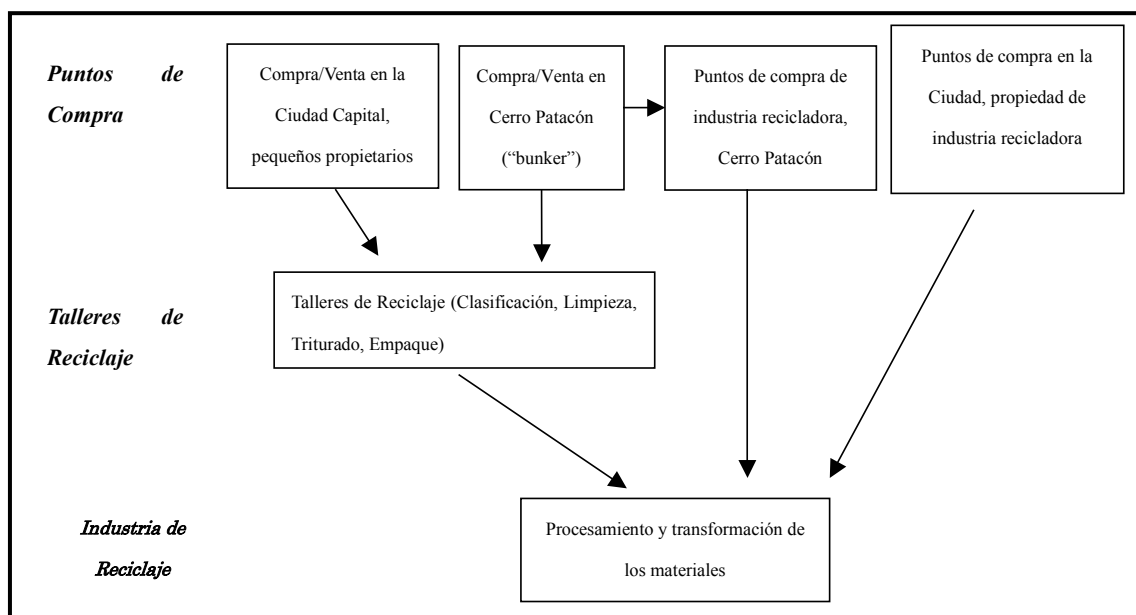 Puntos de
Compra
Compra/Venta en la
Ciudad Capital,
pequeños propietarios
Compra/Venta en
Cerro Patacón
(“bunker”)
Puntos de compra de
industria recicladora,
Cerro Patacón
Puntos de compra en la
Ciudad, propiedad de
industria recicladora
Talleres de
Reciclaje
Talleres de Reciclaje (Clasificación, Limpieza,
Triturado, Empaque)
Industria de
Reciclaje
Procesamiento y transformación de
los materiales